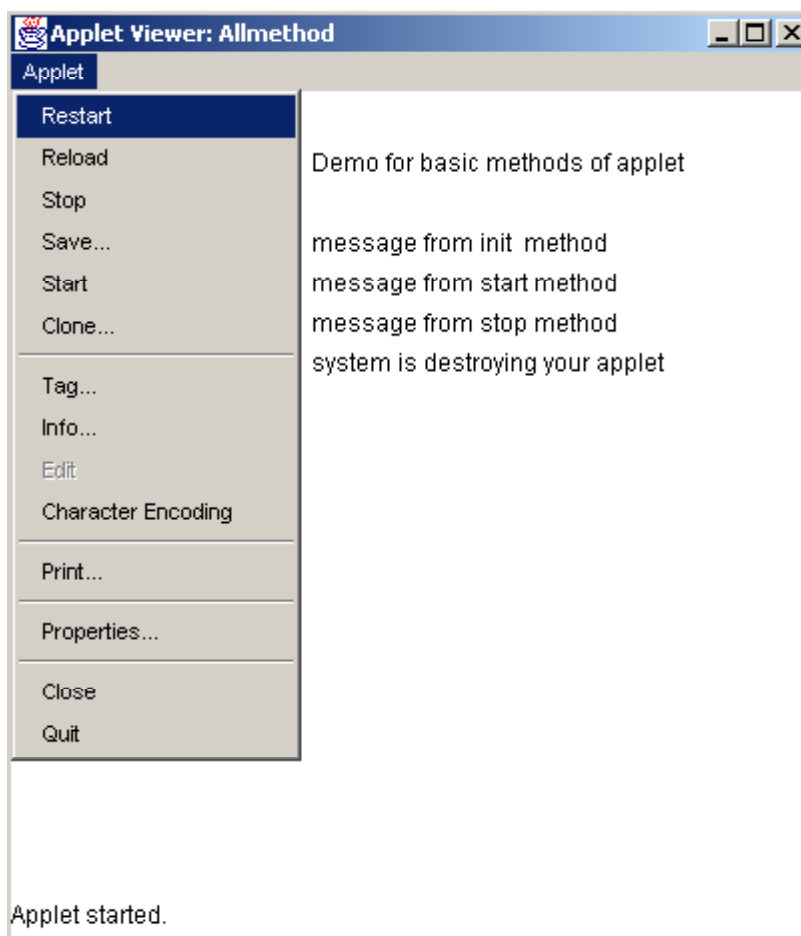 Applet Viewer: Allmethod
Applet
Restart
Reload
Stop
Save...
Start
Clone...
Tag...
Info...
Edit
Character Encoding
Print...
Properties...
Close
Quit
Demo for basic methods of applet
message from init  method
message from start method
message from stop method
system is destroying your applet
Applet started.